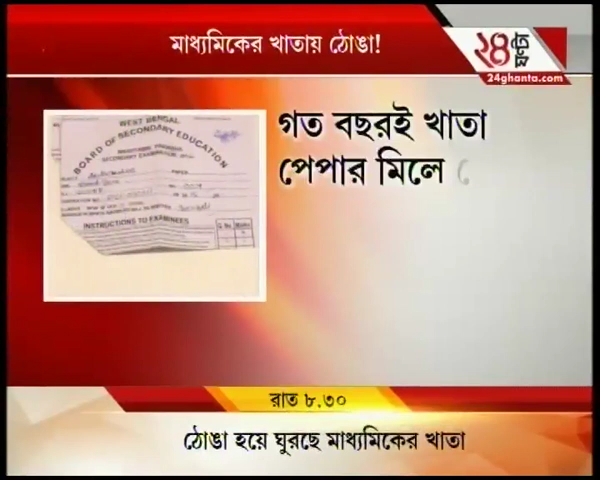 মাধ্যমিকের খাতায় ঠোঙা!
২৪ ঘণ্টা
24ghanta.com
গত বছরই খাতা
পেপার মিলে
WEST BENGAL
BOARD OF SECONDARY EDUCATION
INSTRUCTIONS TO EXAMINEES
রাত ৮.৩০
ঠোঙা হয়ে ঘুরছে মাধ্যমিকের খাতা